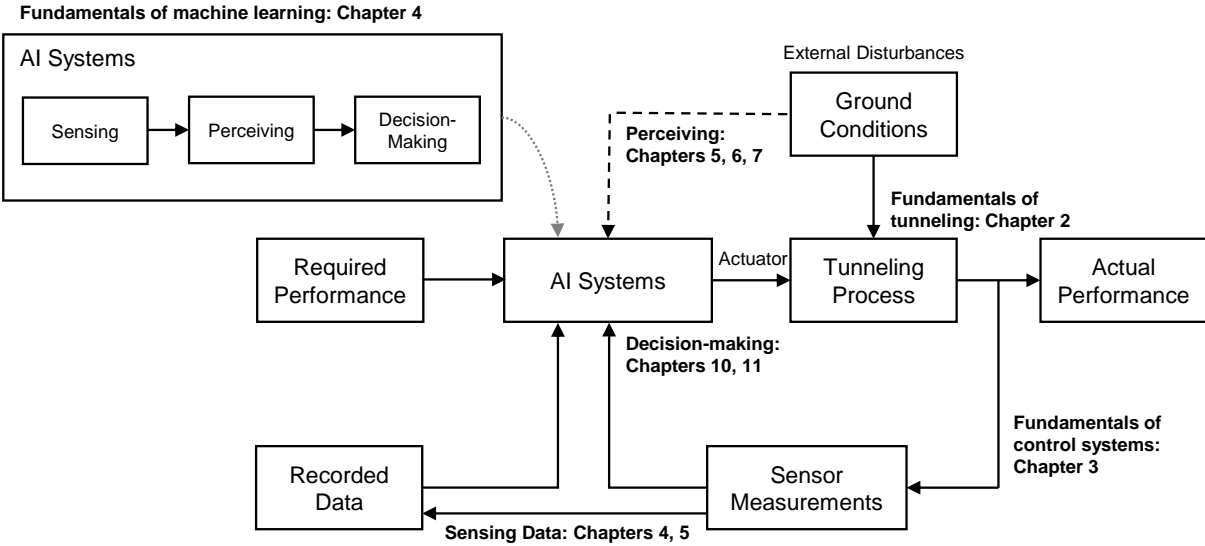 Fundamentals of machine learning: Chapter 4
AI Systems
Sensing
Perceiving
Decision-
Making
External Disturbances
Ground
Conditions
Perceiving:
Chapters 5, 6, 7
Fundamentals of
tunneling: Chapter 2
Required
Performance
AI Systems
Actuator
Tunneling
Process
Actual
Performance
Decision-making:
Chapters 10, 11
Fundamentals of
control systems:
Chapter 3
Recorded
Data
Sensor
Measurements
Sensing Data: Chapters 4, 5